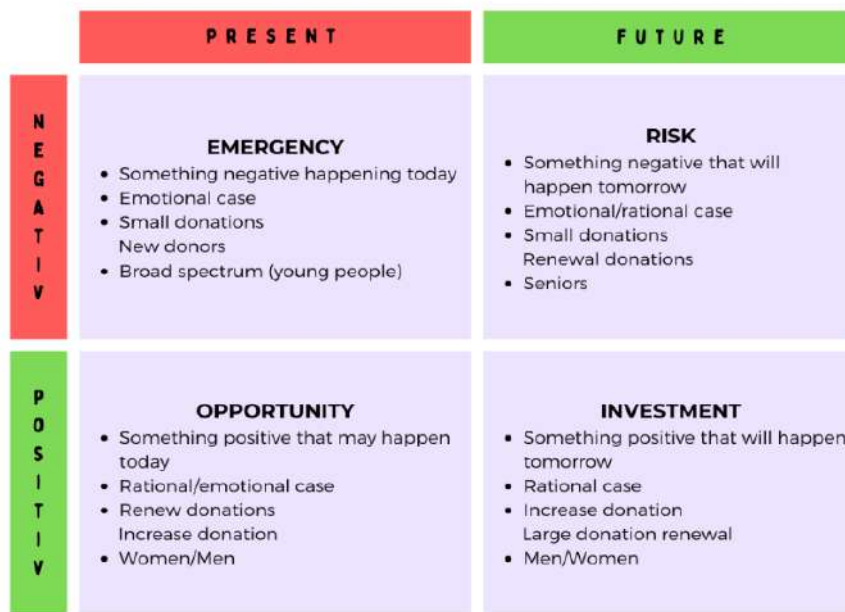 PRESENT
FUTURE
NEGATIV
EMERGENCY
• Something negative happening today
• Emotional case
• Small donations
New donors
• Broad spectrum (young people)
RISK
• Something negative that will
happen tomorrow
• Emotional/rational case
• Small donations
Renewal donations
• Seniors
POSITIV
OPPORTUNITY
• Something positive that may happen
today
• Rational/emotional case
• Renew donations
Increase donation
• Women/Men
INVESTMENT
• Something positive that will happen
tomorrow
• Rational case
• Increase donation
Large donation renewal
• Men/Women